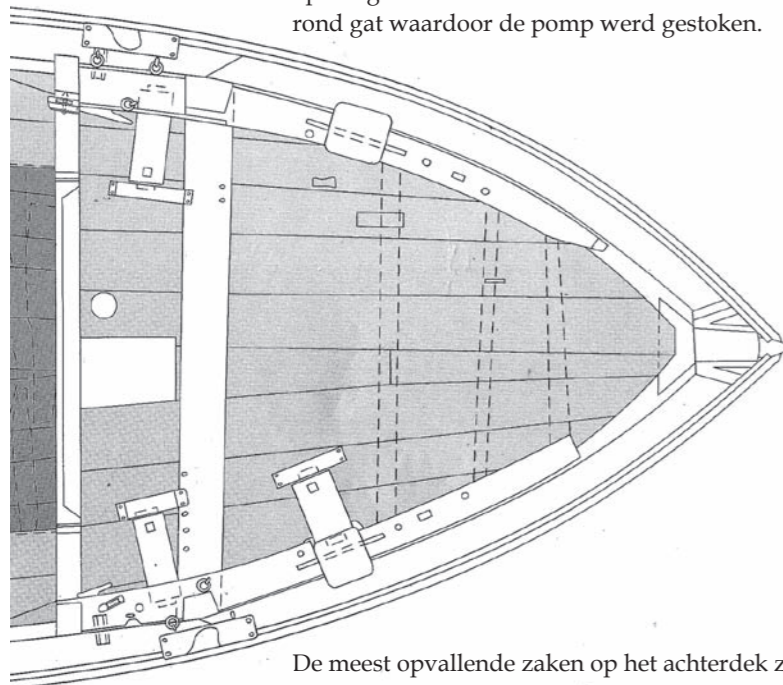 rond gat waardoor de pomp werd gestoken.
De meest opvallende zaken op het achterdek z